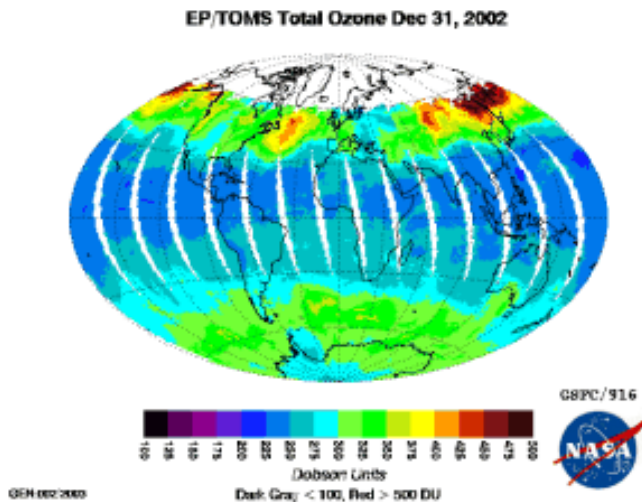 EP/TOMS Total Ozone Dec 31, 2002
GSFC/916
NASA
100 125 150 175 200 225 250 275 300 325 350 375 400 425 450 475 500
Dobson Units
GEN:002/2003
Dark Gray < 100, Red > 500 DU